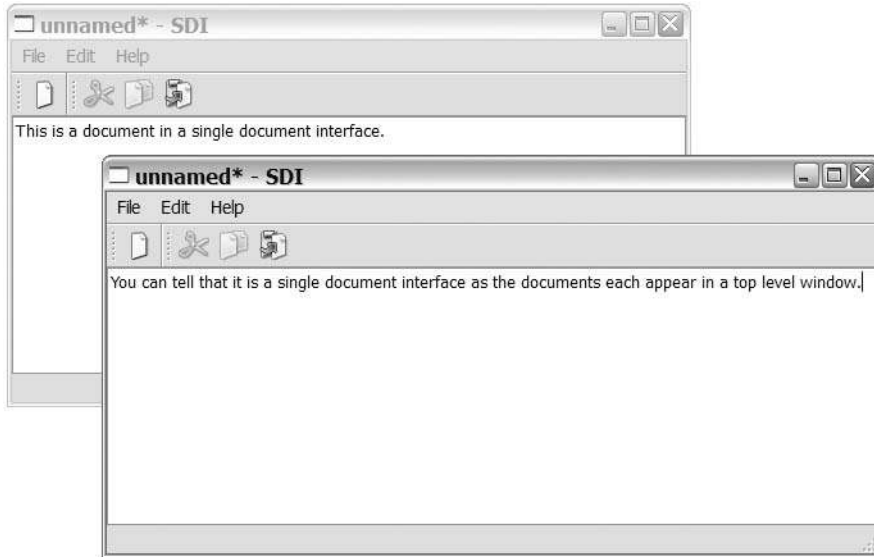 unnamed* - SDI
File Edit Help
This is a document in a single document interface.
unnamed* - SDI
File Edit Help
You can tell that it is a single document interface as the documents each appear in a top level window.